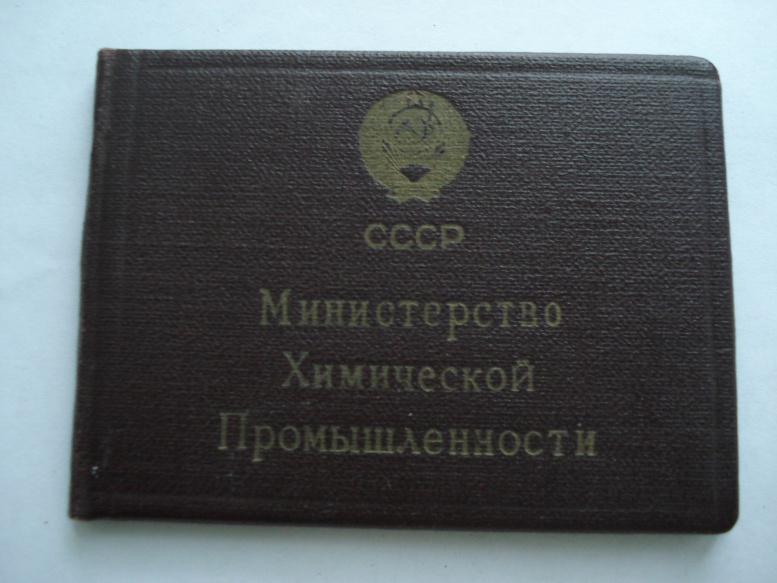 СССР
Министерство
Химической
Промышленности